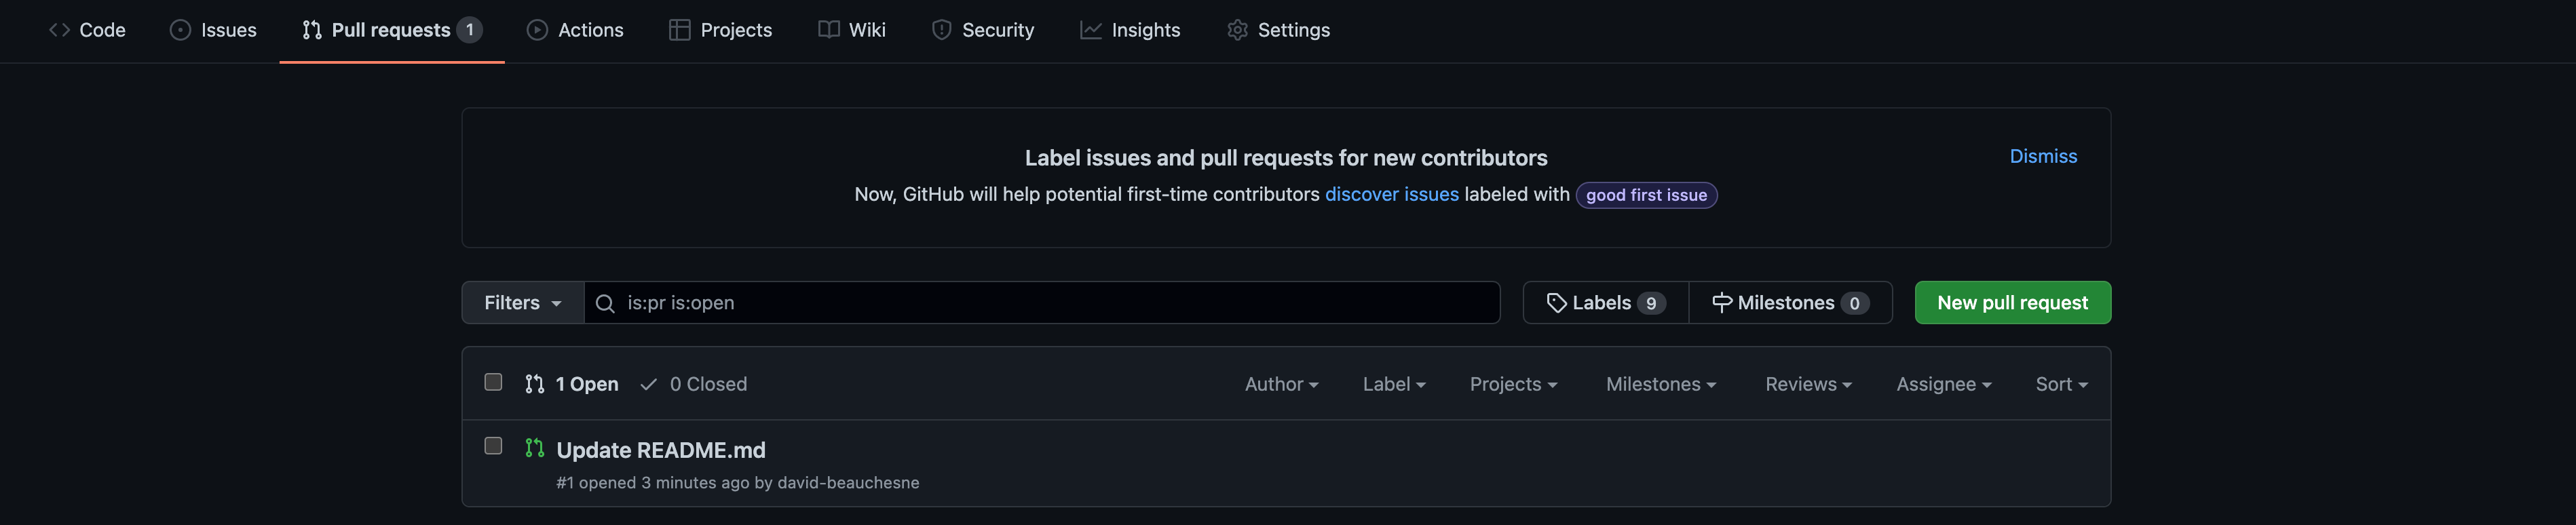 Code Issues Pull requests 1 Actions Projects Wiki Security Insights Settings
Label issues and pull requests for new contributors
Dismiss
Now, GitHub will help potential first-time contributors discover issues labeled with good first issue
Filters is:pr is:open Labels 9 Milestones 0 New pull request
1 Open 0 Closed Author Label Projects Milestones Reviews Assignee Sort
Update README.md
#1 opened 3 minutes ago by david-beauchesne